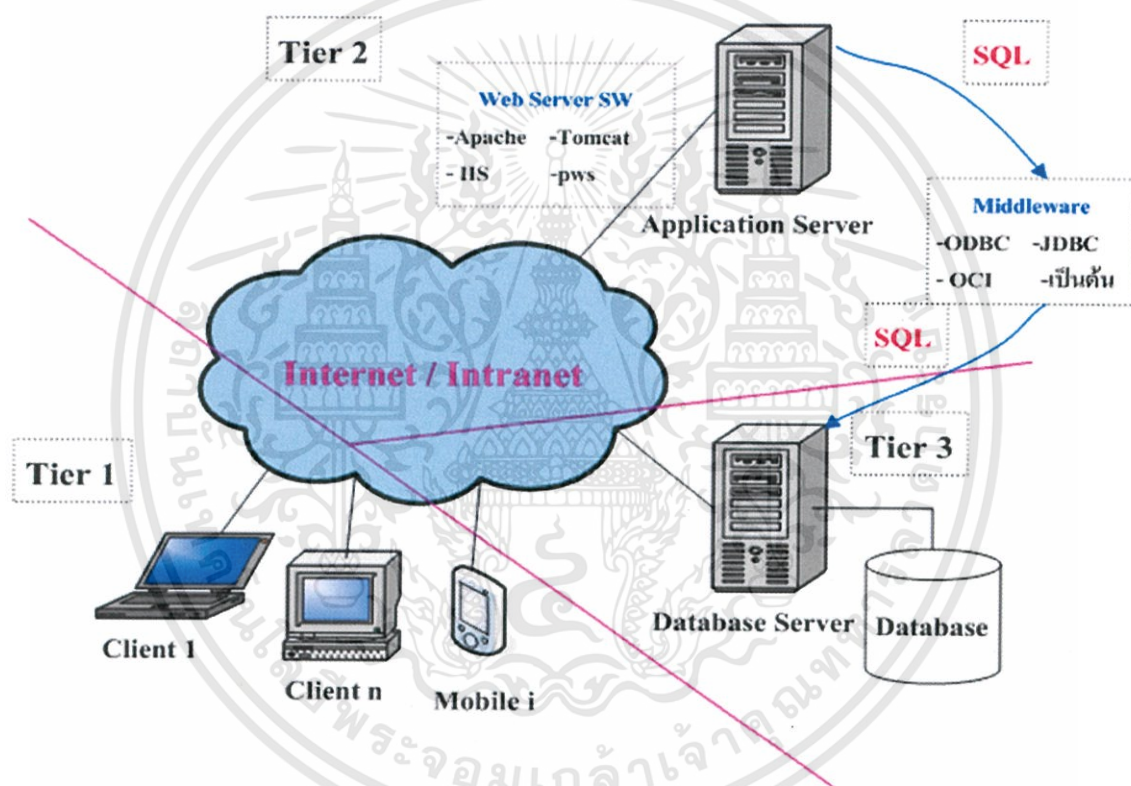 Tier 2
Web Server SW
-Apache -Tomcat
- IIS -pws
SQL
Application Server
Middleware
-ODBC -JDBC
- OCI -เป็นต้น
SQL
Internet / Intranet
Tier 1
Tier 3
Client 1
Client n
Mobile i
Database Server
Database